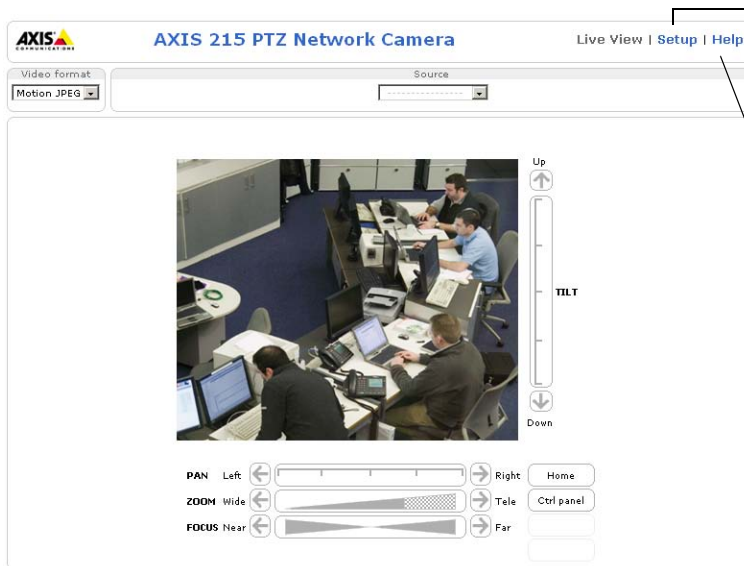 AXIS
COMMUNICATIONS
AXIS 215 PTZ Network Camera
Live View | Setup | Help
Video format
Source
Motion JPEG
---------------
Up
TILT
Down
PAN Left Right Home
ZOOM Wide Tele Ctrl panel
FOCUS Near Far